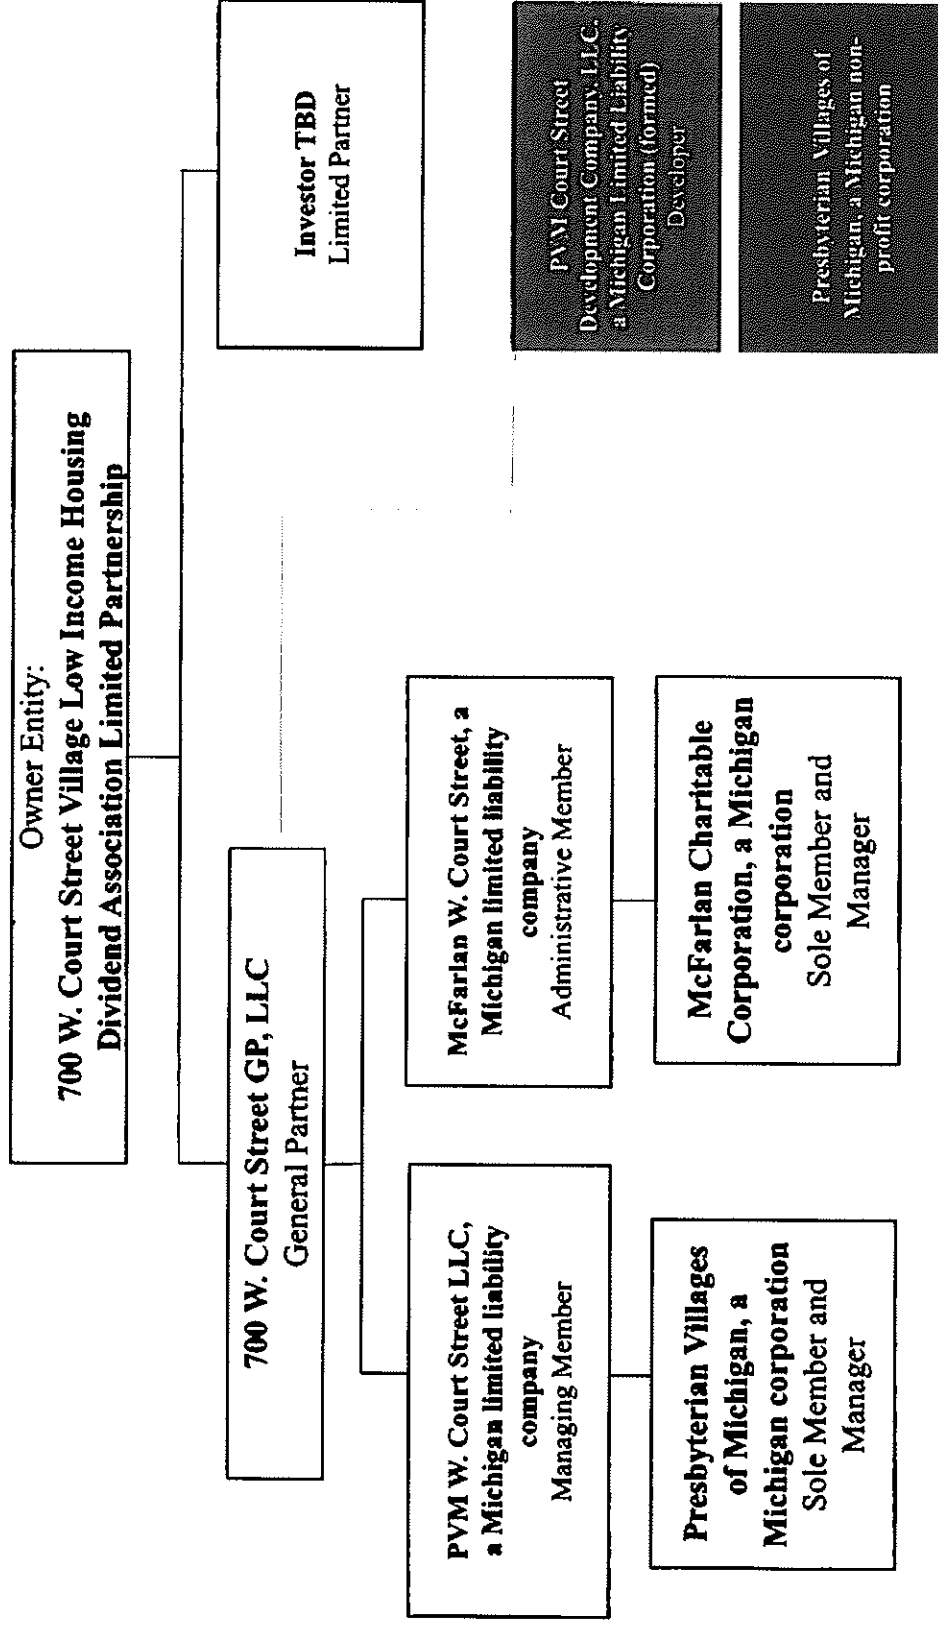 Owner Entity:
700 W. Court Street Village Low Income Housing
Dividend Association Limited Partnership
700 W. Court Street GP, LLC
General Partner
Investor TBD
Limited Partner
PVM W. Court Street LLC,
a Michigan limited liability
company
Managing Member
McFarlan W. Court Street, a
Michigan limited liability
company
Administrative Member
PVM Court Street
Development Company, LLC.
a Michigan Limited Liability
Corporation (formed)
Developer
Presbyterian Villages
of Michigan, a
Michigan corporation
Sole Member and
Manager
McFarlan Charitable
Corporation, a Michigan
corporation
Sole Member and
Manager
Presbyterian Villages of
Michigan, a Michigan non-
profit corporation